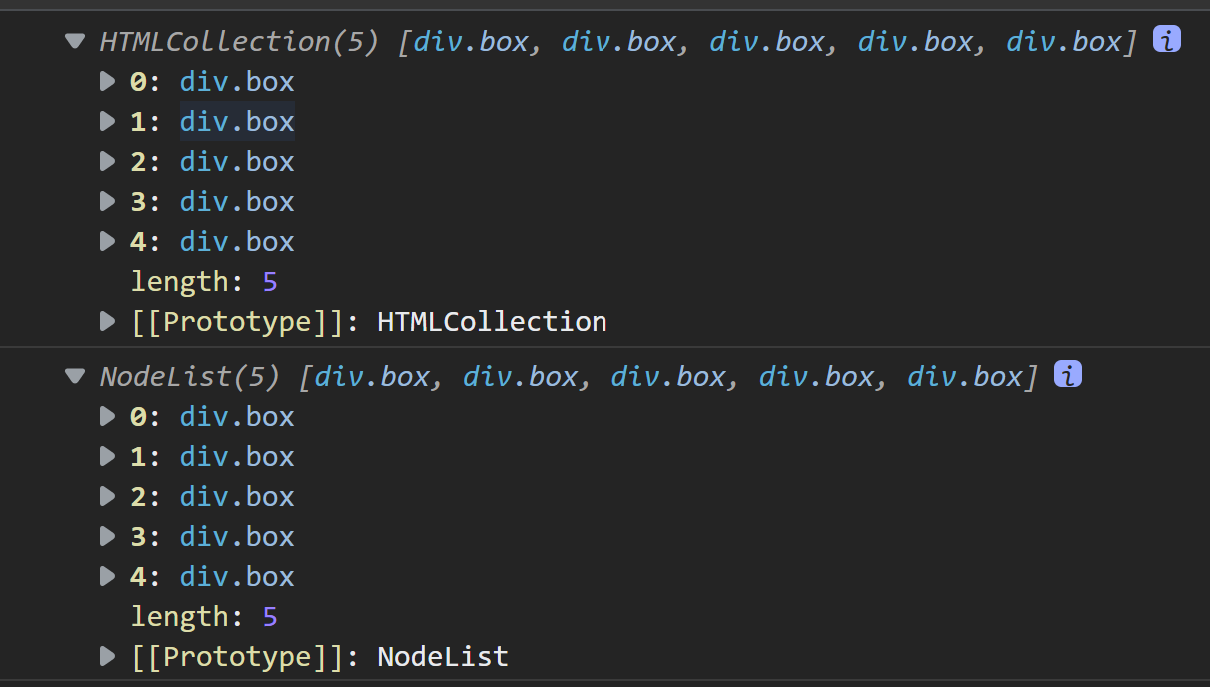 HTMLCollection(5) [div.box, div.box, div.box, div.box, div.box] i
0: div.box
1: div.box
2: div.box
3: div.box
4: div.box
length: 5
[[Prototype]]: HTMLCollection
NodeList(5) [div.box, div.box, div.box, div.box, div.box] i
0: div.box
1: div.box
2: div.box
3: div.box
4: div.box
length: 5
[[Prototype]]: NodeList